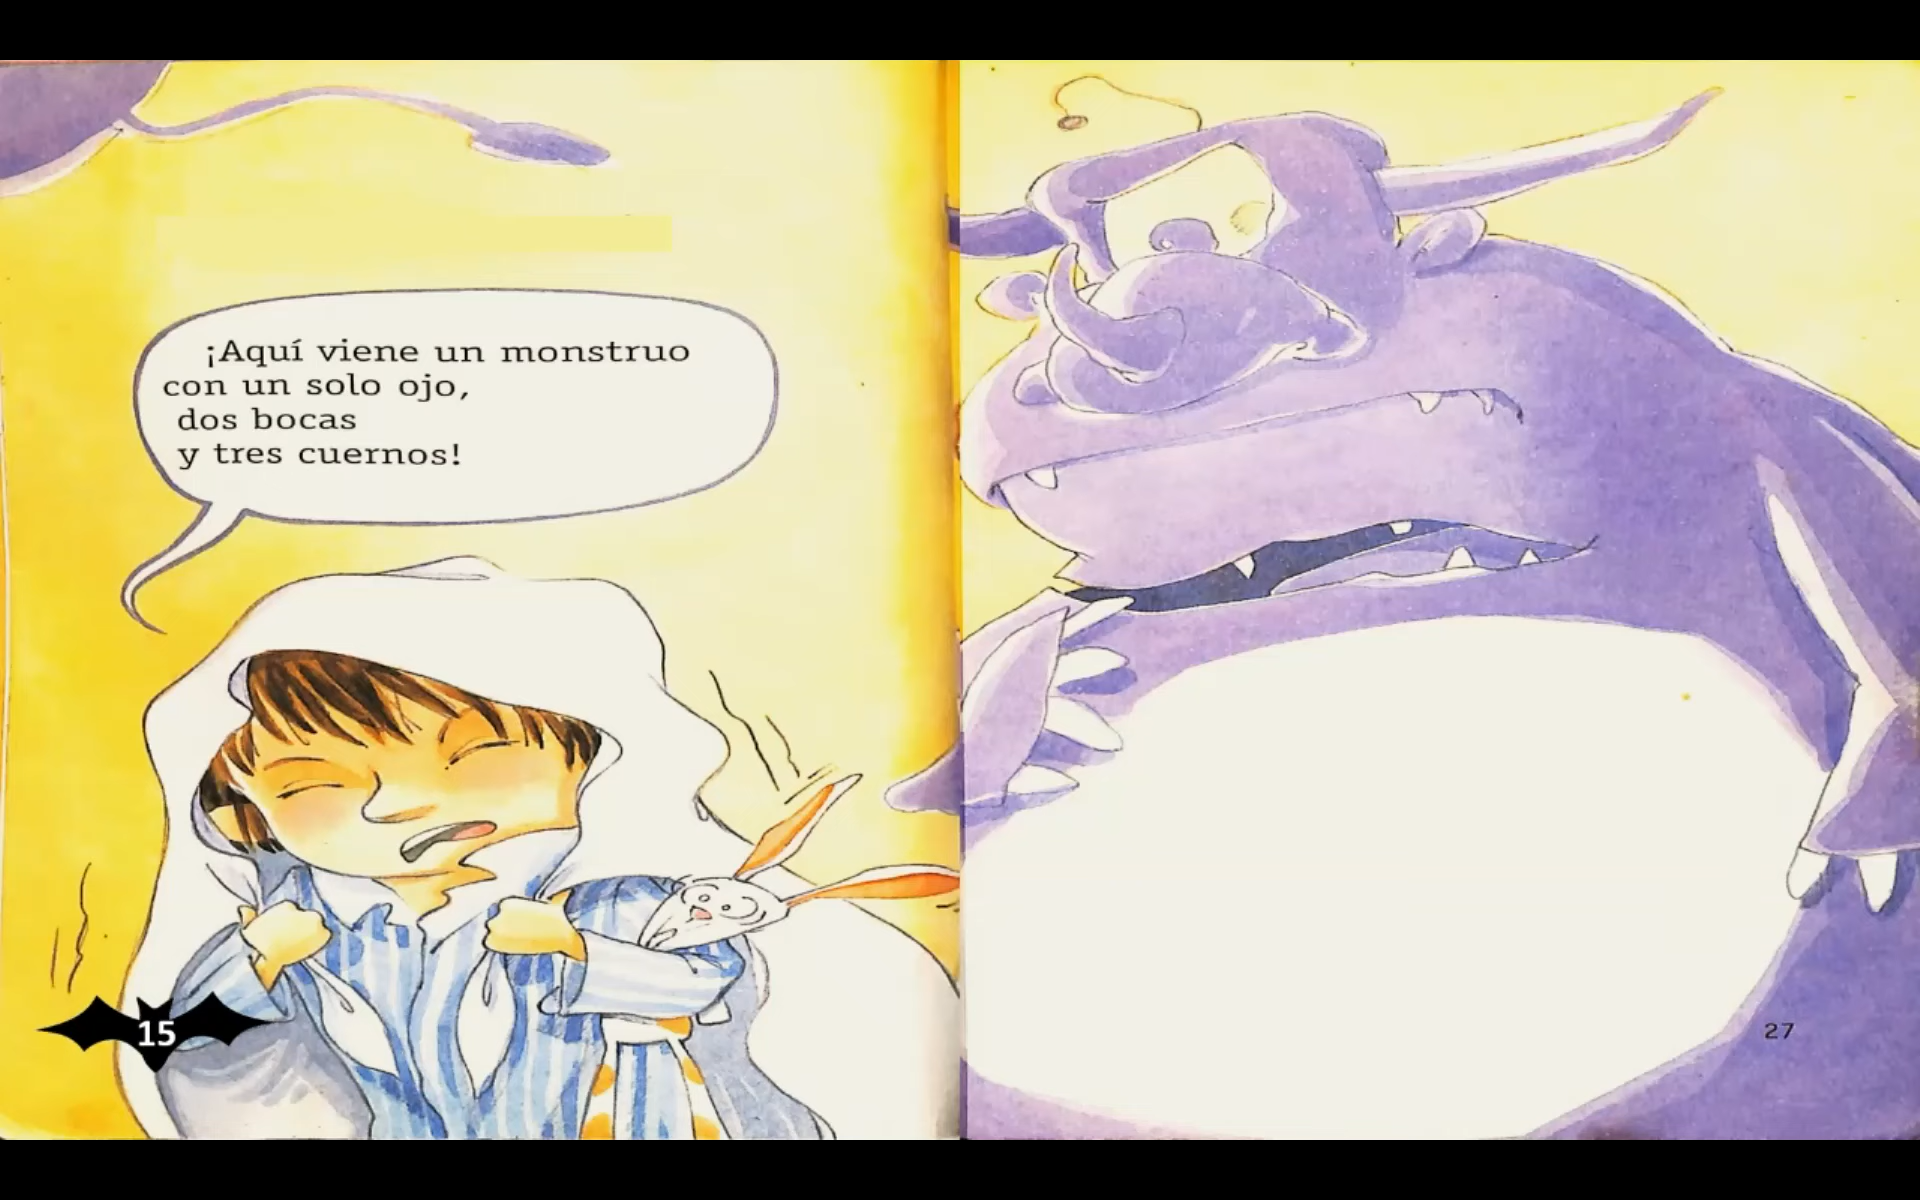 ¡Aquí viene un monstruo
con un solo ojo,
dos bocas
y tres cuernos!
15
27